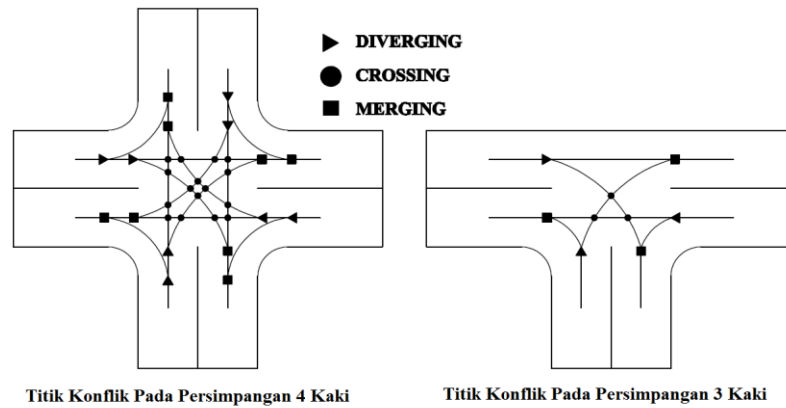 DIVERGING
CROSSING
MERGING
Titik Konflik Pada Persimpangan 4 Kaki
Titik Konflik Pada Persimpangan 3 Kaki